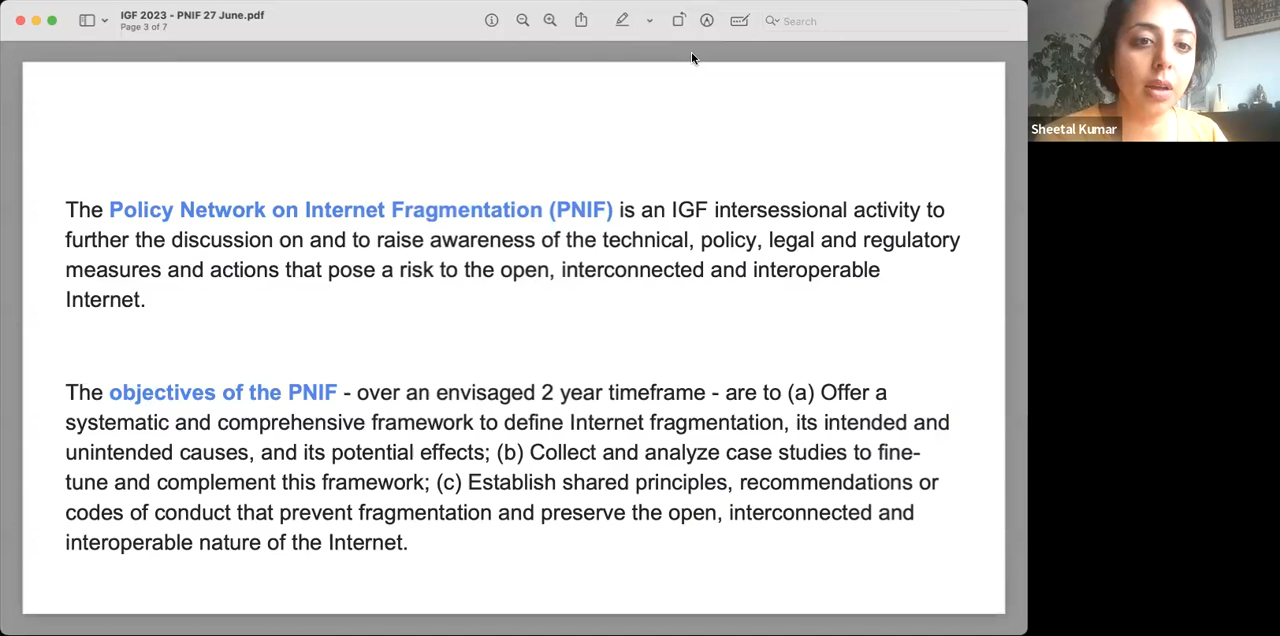 IGF 2023 - PNIF 27 June.pdf
Page 3 of 7
Search
Sheetal Kumar
The Policy Network on Internet Fragmentation (PNIF) is an IGF intersessional activity to
further the discussion on and to raise awareness of the technical, policy, legal and regulatory
measures and actions that pose a risk to the open, interconnected and interoperable
Internet.
The objectives of the PNIF - over an envisaged 2 year timeframe - are to (a) Offer a
systematic and comprehensive framework to define Internet fragmentation, its intended and
unintended causes, and its potential effects; (b) Collect and analyze case studies to fine-
tune and complement this framework; (c) Establish shared principles, recommendations or
codes of conduct that prevent fragmentation and preserve the open, interconnected and
interoperable nature of the Internet.